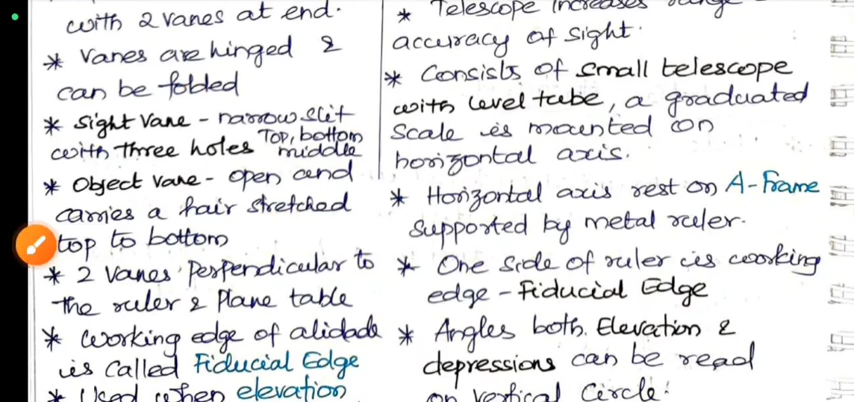 with 2 vanes at end.
* Vanes are hinged &
can be folded
* Sight Vane - narrow slit
with three holes Top, bottom
middle
* Object Vane - open and
carries a hair stretched
top to bottom
* 2 Vanes perpendicular to
the ruler & Plane table
* Working edge of alidade
is called Fiducial Edge
* Used when elevation
* Telescope increases range
accuracy of sight.
* Consists of small telescope
with level tube, a graduated
scale is mounted on
horizontal axis.
* Horizontal axis rest on A-Frame
supported by metal ruler.
* One side of ruler is working
edge - Fiducial Edge
* Angles both Elevation &
depressions can be read
on vertical circle.